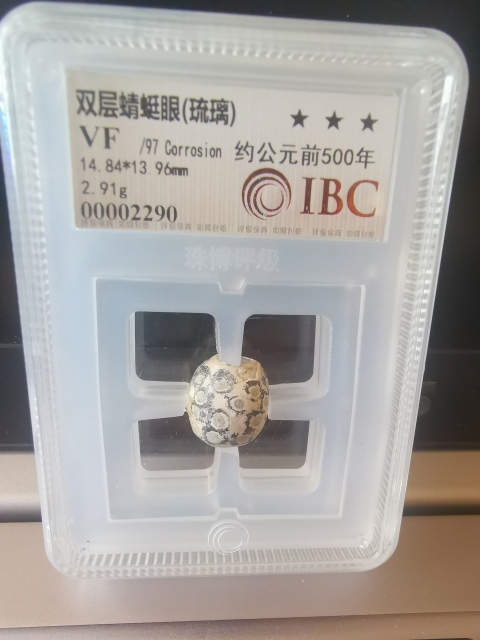 双层蜻蜓眼(琉璃)
★ ★ ★
VF /97 Corrosion 约公元前500年
14.84*13.96mm
2.91g
IBC
00002290
珠博评级